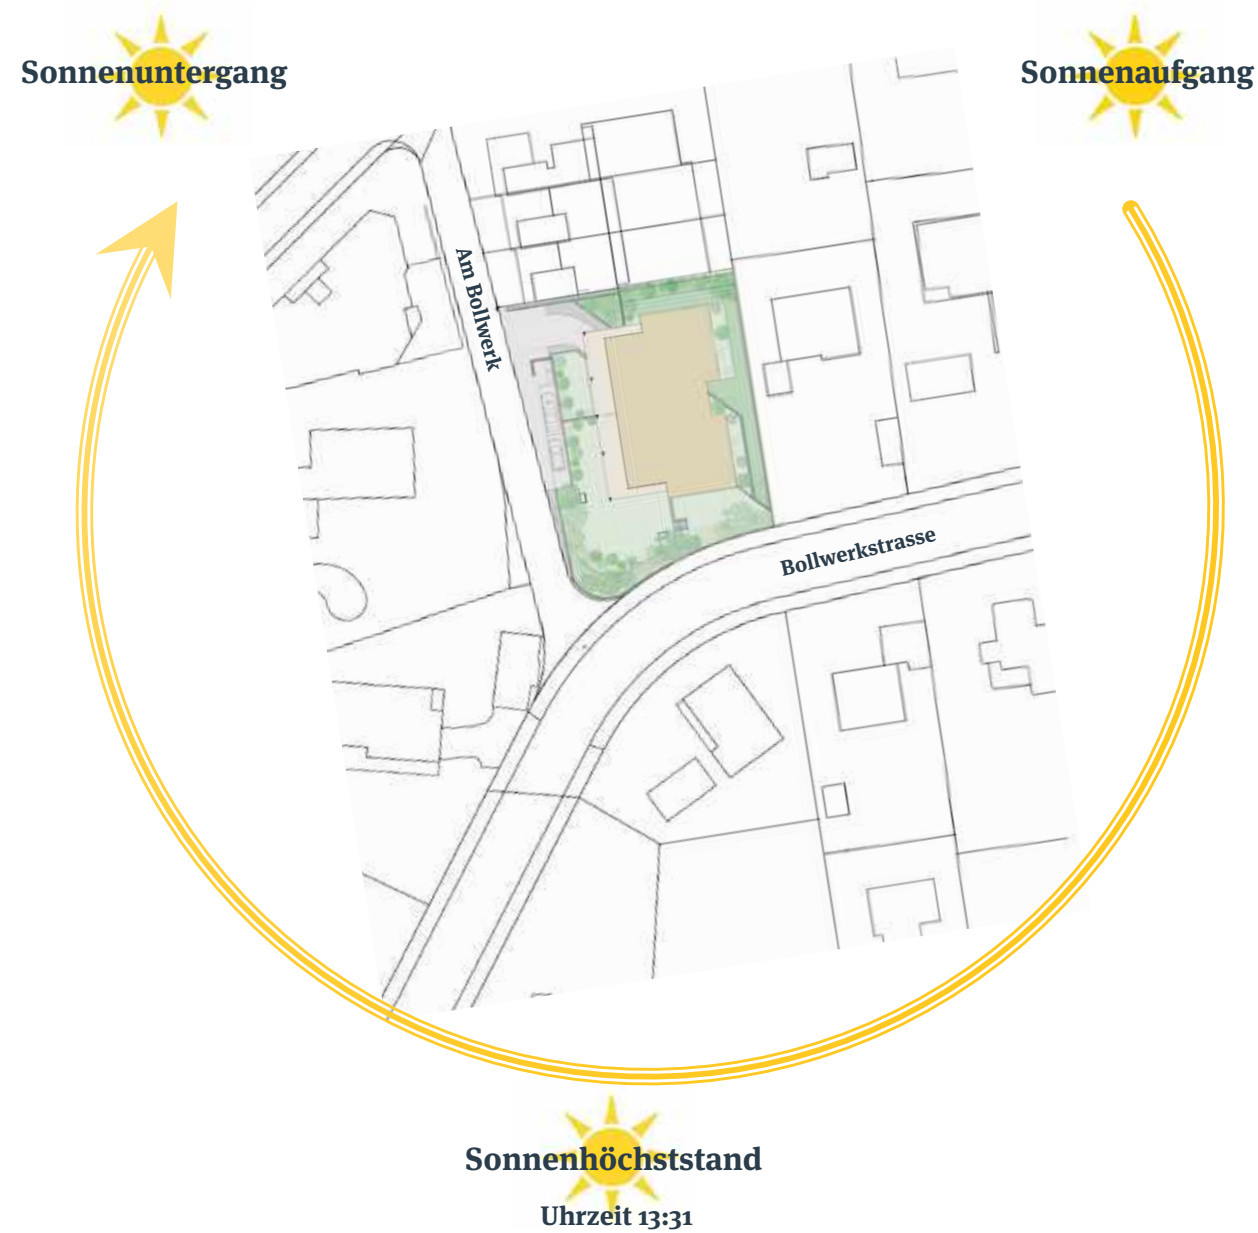 Sonnenuntergang
Sonnenaufgang
Am Bollwerk
Bollwerkstrasse
Sonnenhöchststand
Uhrzeit 13:31